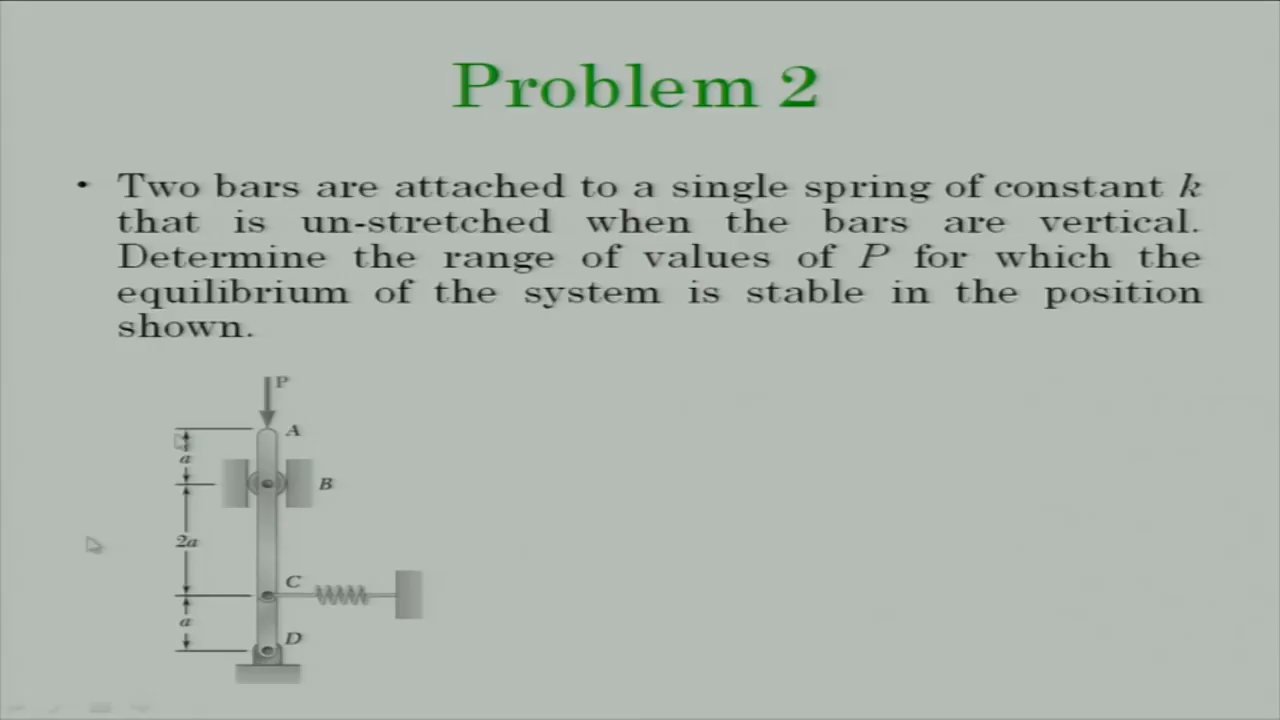 Problem 2
• Two bars are attached to a single spring of constant k
that is un-stretched when the bars are vertical.
Determine the range of values of P for which the
equilibrium of the system is stable in the position
shown.
P
A
a
B
2a
C
a
D